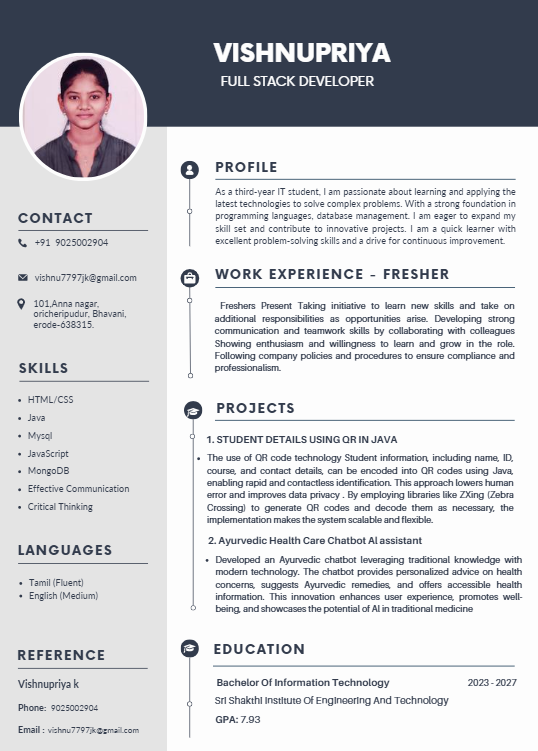 VISHNUPRIYA
FULL STACK DEVELOPER
CONTACT
+91 9025002904
vishnu7797jk@gmail.com
101,Anna nagar,
oricheripudur, Bhavani,
erode-638315.
SKILLS
• HTML/CSS
• Java
• Mysql
• JavaScript
• MongoDB
• Effective Communication
• Critical Thinking
LANGUAGES
• Tamil (Fluent)
• English (Medium)
REFERENCE
Vishnupriya k
Phone: 9025002904
Email : vishnu7797jk@gmail.com
PROFILE
As a third-year IT student, I am passionate about learning and applying the
latest technologies to solve complex problems. With a strong foundation in
programming languages, database management. I am eager to expand my
skill set and contribute to innovative projects. I am a quick learner with
excellent problem-solving skills and a drive for continuous improvement.
WORK EXPERIENCE - FRESHER
Freshers Present Taking initiative to learn new skills and take on
additional responsibilities as opportunities arise. Developing strong
communication and teamwork skills by collaborating with colleagues
Showing enthusiasm and willingness to learn and grow in the role.
Following company policies and procedures to ensure compliance and
professionalism.
PROJECTS
1. STUDENT DETAILS USING QR IN JAVA
• The use of QR code technology Student information, including name, ID,
course, and contact details, can be encoded into QR codes using Java,
enabling rapid and contactless identification. This approach lowers human
error and improves data privacy . By employing libraries like ZXing (Zebra
Crossing) to generate QR codes and decode them as necessary, the
implementation makes the system scalable and flexible.
2. Ayurvedic Health Care Chatbot AI assistant
• Developed an Ayurvedic chatbot leveraging traditional knowledge with
modern technology. The chatbot provides personalized advice on health
concerns, suggests Ayurvedic remedies, and offers accessible health
information. This innovation enhances user experience, promotes well-
being, and showcases the potential of AI in traditional medicine
EDUCATION
Bachelor Of Information Technology 2023 - 2027
Sri Shakthi Institute Of Engineering And Technology
GPA: 7.93